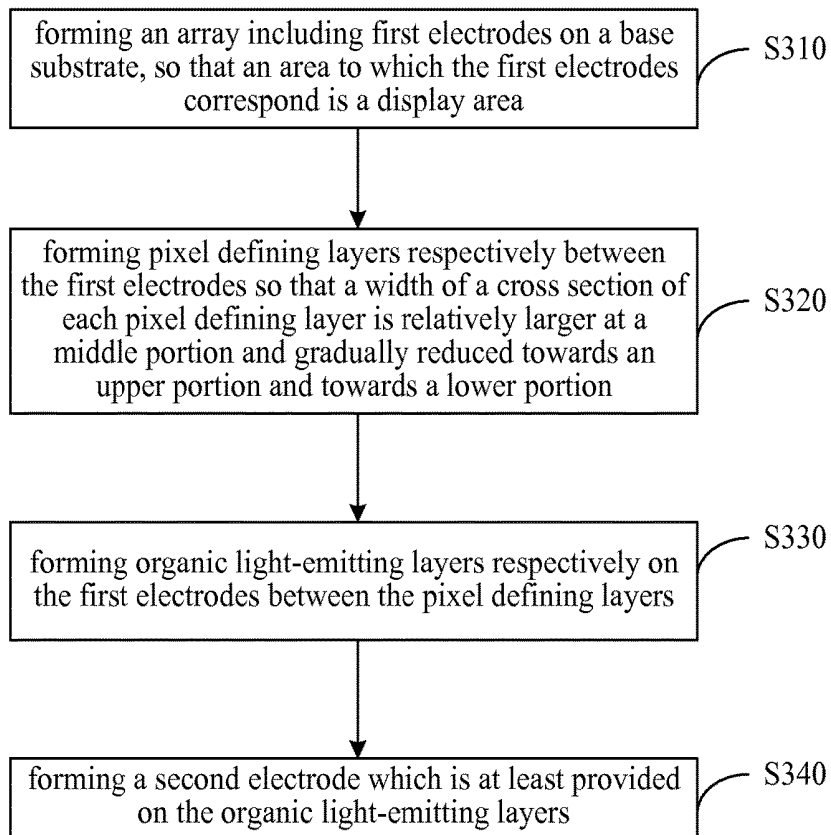 forming an array including first electrodes on a base
substrate, so that an area to which the first electrodes
correspond is a display area
S310
forming pixel defining layers respectively between
the first electrodes so that a width of a cross section of
each pixel defining layer is relatively larger at a
middle portion and gradually reduced towards an
upper portion and towards a lower portion
S320
forming organic light-emitting layers respectively on
the first electrodes between the pixel defining layers
S330
forming a second electrode which is at least provided
on the organic light-emitting layers
S340